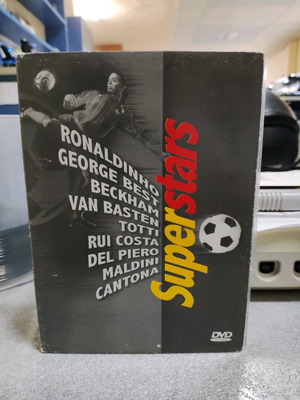 RONALDINHO
GEORGE BEST
BECKHAM
VAN BASTEN
TOTTI
RUI COSTA
DEL PIERO
MALDINI
CANTONA
Superstars
DVD